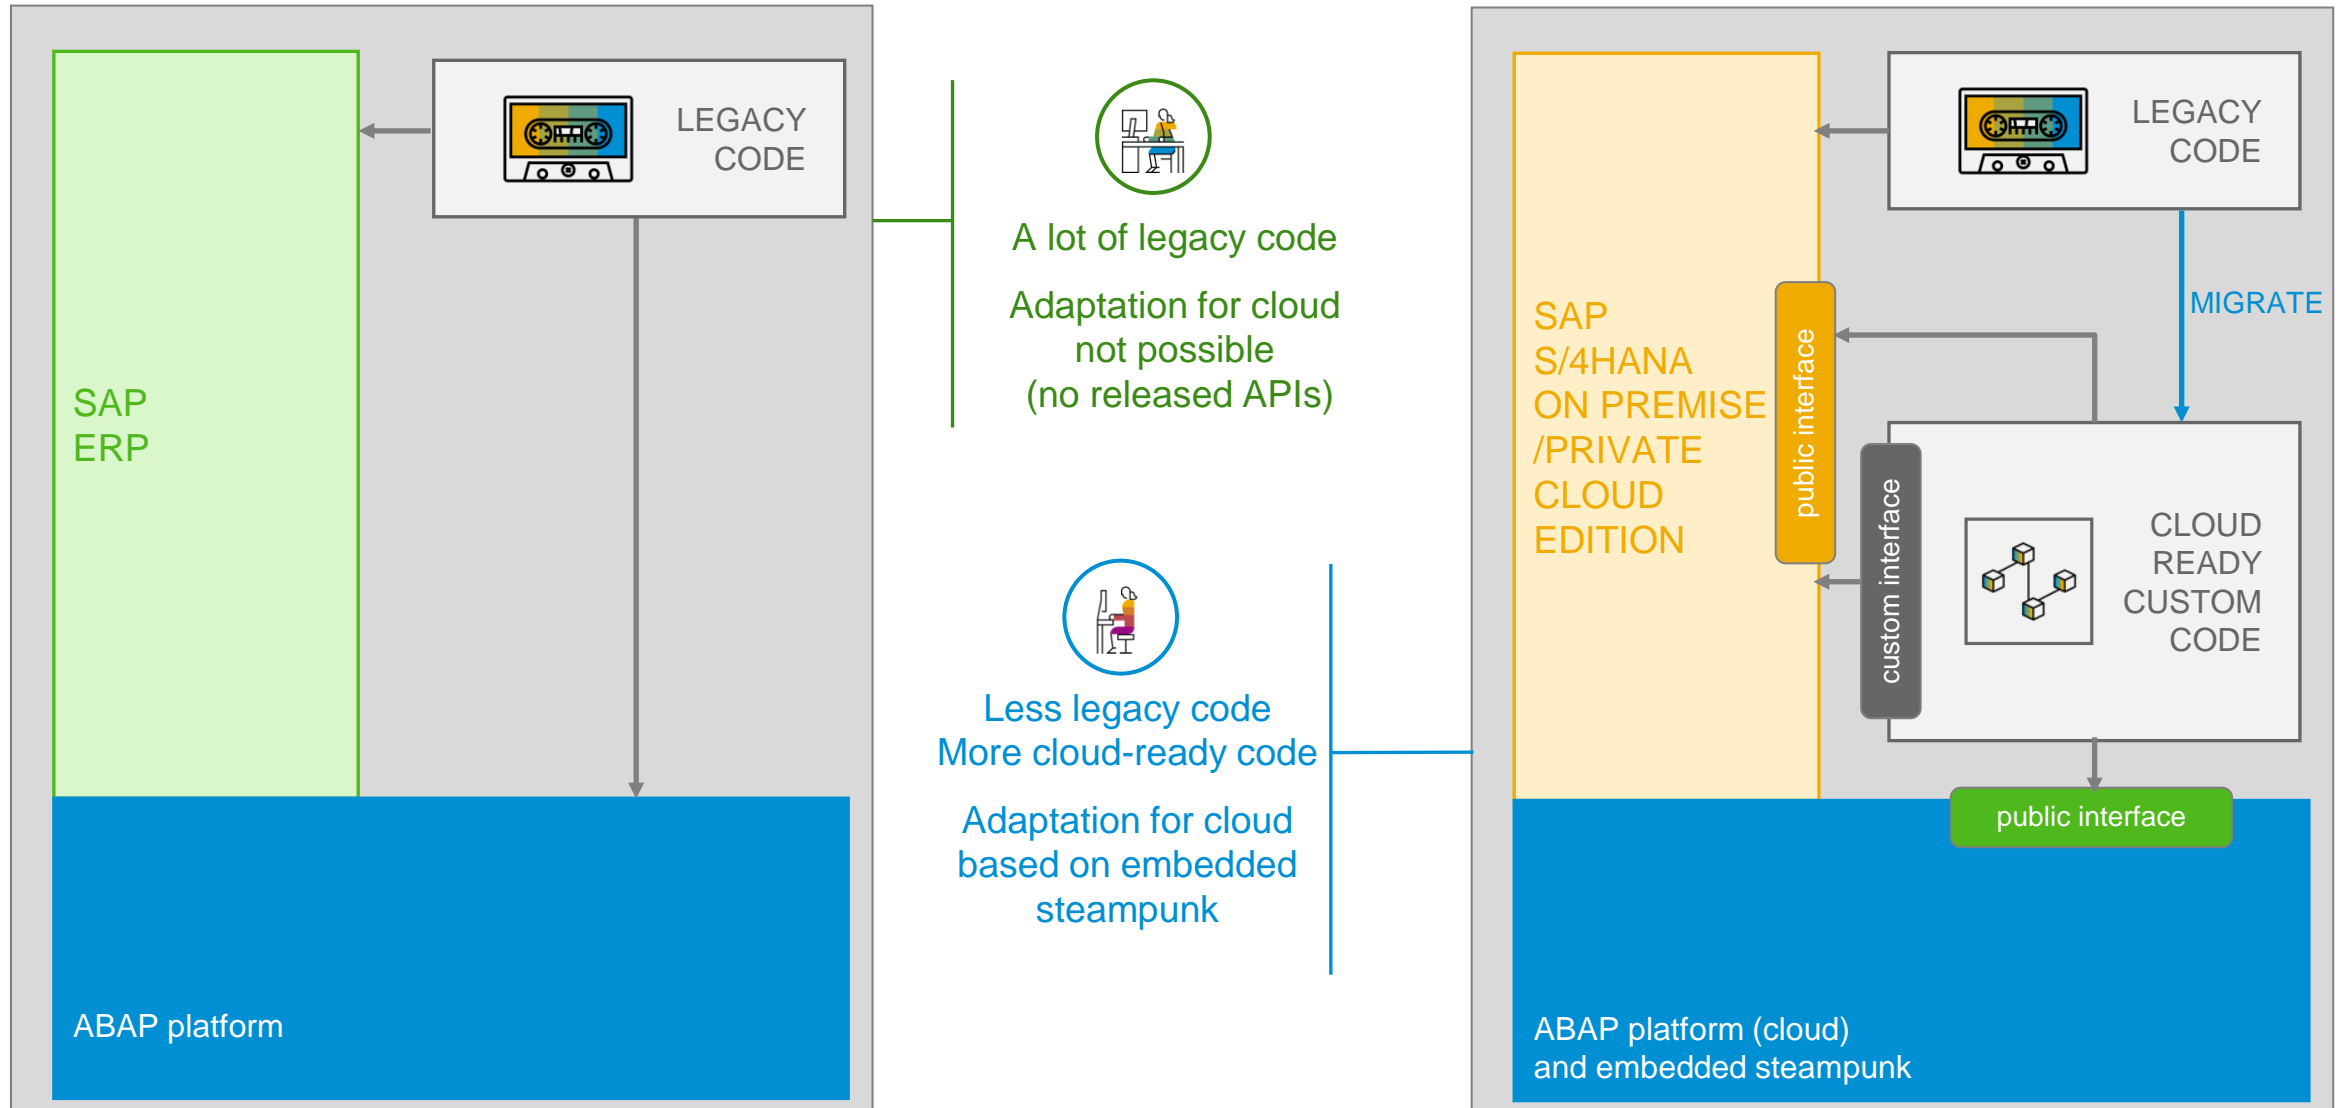 SAP
ERP
LEGACY
CODE
ABAP platform
A lot of legacy code
Adaptation for cloud
not possible
(no released APIs)
Less legacy code
More cloud-ready code
Adaptation for cloud
based on embedded
steampunk
SAP
S/4HANA
ON PREMISE
/PRIVATE
CLOUD
EDITION
public interface
LEGACY
CODE
MIGRATE
custom interface
CLOUD
READY
CUSTOM
CODE
public interface
ABAP platform (cloud)
and embedded steampunk